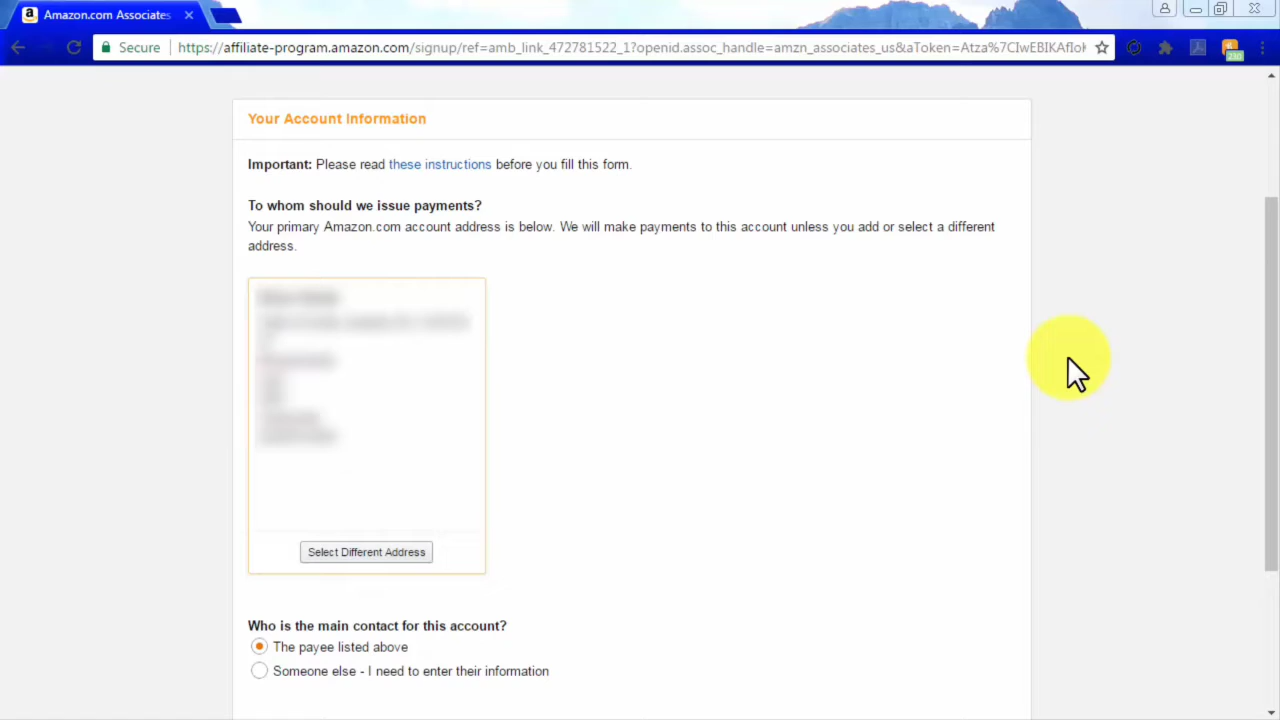 Amazon.com Associates
Secure
https://affiliate-program.amazon.com/signup/ref=amb_link_472781522_1?openid.assoc_handle=amzn_associates_us&aToken=Atza%7CIwEBIKAfIoK
230
Your Account Information
Important: Please read these instructions before you fill this form.
To whom should we issue payments?
Your primary Amazon.com account address is below. We will make payments to this account unless you add or select a different
address.
Select Different Address
Who is the main contact for this account?
The payee listed above
Someone else - I need to enter their information